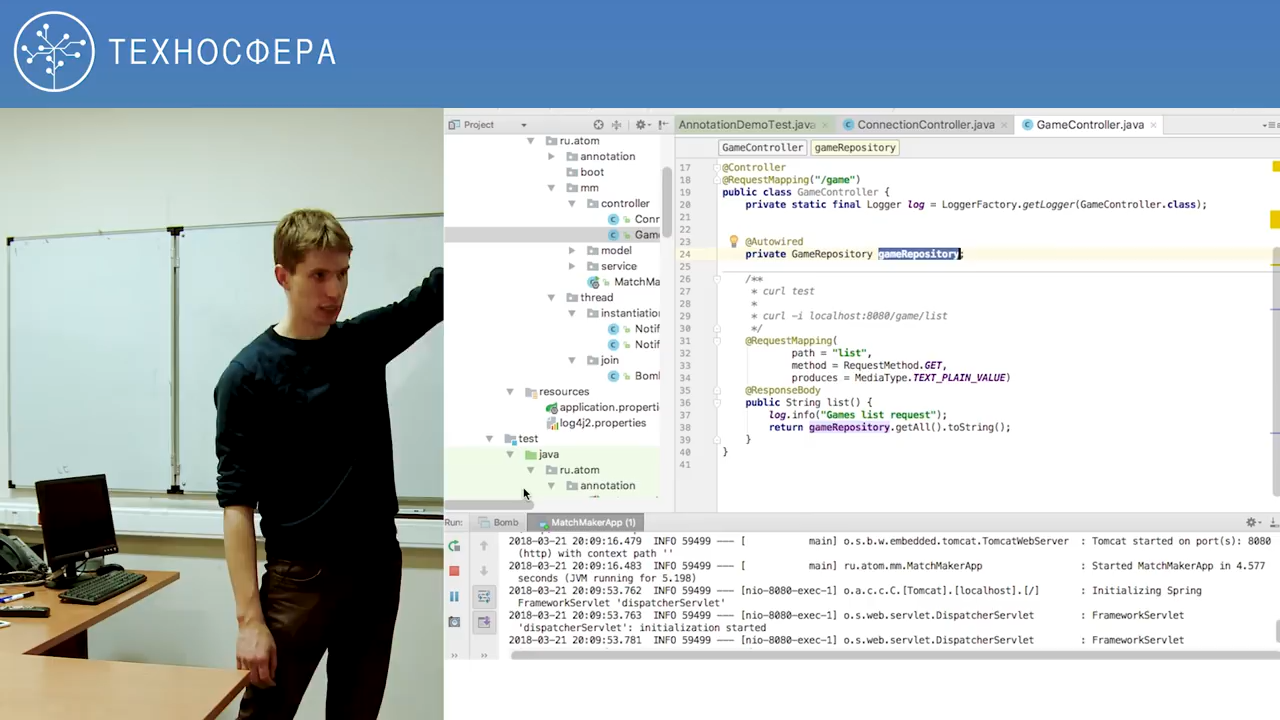 ТЕХНОСФЕРА
Project
AnnotationDemoTest.java
ConnectionController.java
GameController.java
ru.atom
annotation
boot
mm
controller
Conr
Gam
model
service
MatchMa
thread
instantiation
Notif
Notif
join
Bomb
resources
application.properti
log4j2.properties
test
java
ru.atom
annotation
GameController
gameRepository
17 @Controller
18 @RequestMapping("/game")
19 public class GameController {
20 private static final Logger log = LoggerFactory.getLogger(GameController.class);
21
22
23 @Autowired
24 private GameRepository gameRepository;
25
26 /**
27 * curl test
28 *
29 * curl -i localhost:8080/game/list
30 */
31 @RequestMapping(
32 path = "list",
33 method = RequestMethod.GET,
34 produces = MediaType.TEXT_PLAIN_VALUE)
35 @ResponseBody
36 public String list() {
37 log.info("Games list request");
38 return gameRepository.getAll().toString();
39 }
40 }
41
Run: Bomb MatchMakerApp (1)
2018-03-21 20:09:16.479 INFO 59499 --- [ main] o.s.b.w.embedded.tomcat.TomcatWebServer : Tomcat started on port(s): 8080
(http) with context path ''
2018-03-21 20:09:16.483 INFO 59499 --- [ main] ru.atom.mm.MatchMakerApp : Started MatchMakerApp in 4.577
seconds (JVM running for 5.198)
2018-03-21 20:09:53.762 INFO 59499 --- [nio-8080-exec-1] o.a.c.c.C.[Tomcat].[localhost].[/] : Initializing Spring
FrameworkServlet 'dispatcherServlet'
2018-03-21 20:09:53.763 INFO 59499 --- [nio-8080-exec-1] o.s.web.servlet.DispatcherServlet : FrameworkServlet
'dispatcherServlet': initialization started
2018-03-21 20:09:53.781 INFO 59499 --- [nio-8080-exec-1] o.s.web.servlet.DispatcherServlet : FrameworkServlet